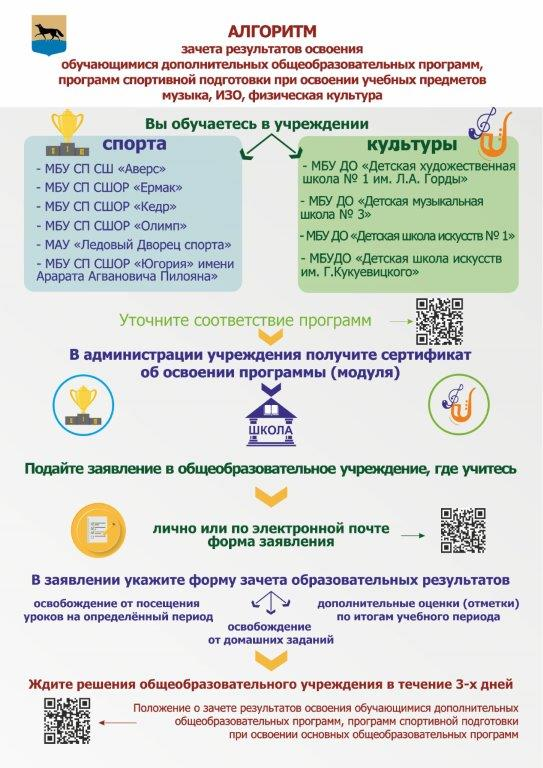 АЛГОРИТМ
зачета результатов освоения
обучающимися дополнительных общеобразовательных программ,
программ спортивной подготовки при освоении учебных предметов
музыка, ИЗО, физическая культура
Вы обучаетесь в учреждении
спорта
- МБУ СП СШ «Аверс»
- МБУ СП СШОР «Ермак»
- МБУ СП СШОР «Кедр»
- МБУ СП СШОР «Олимп»
- МАУ «Ледовый Дворец спорта»
- МБУ СП СШОР «Югория» имени
Арарата Агвановича Пилояна»
культуры
- МБУ ДО «Детская художественная
школа № 1 им. Л.А. Горды»
- МБУ ДО «Детская музыкальная
школа № 3»
- МБУ ДО «Детская школа искусств № 1»
- МБУДО «Детская школа искусств
им. Г.Кукуевицкого»
Уточните соответствие программ
В администрации учреждения получите сертификат
об освоении программы (модуля)
ШКОЛА
Подайте заявление в общеобразовательное учреждение, где учитесь
лично или по электронной почте
форма заявления
В заявлении укажите форму зачета образовательных результатов
освобождение от посещения
уроков на определённый период
освобождение
от домашних заданий
дополнительные оценки (отметки)
по итогам учебного периода
Ждите решения общеобразовательного учреждения в течение 3-х дней
Положение о зачете результатов освоения обучающимися дополнительных
общеобразовательных программ, программ спортивной подготовки
при освоении основных общеобразовательных программ